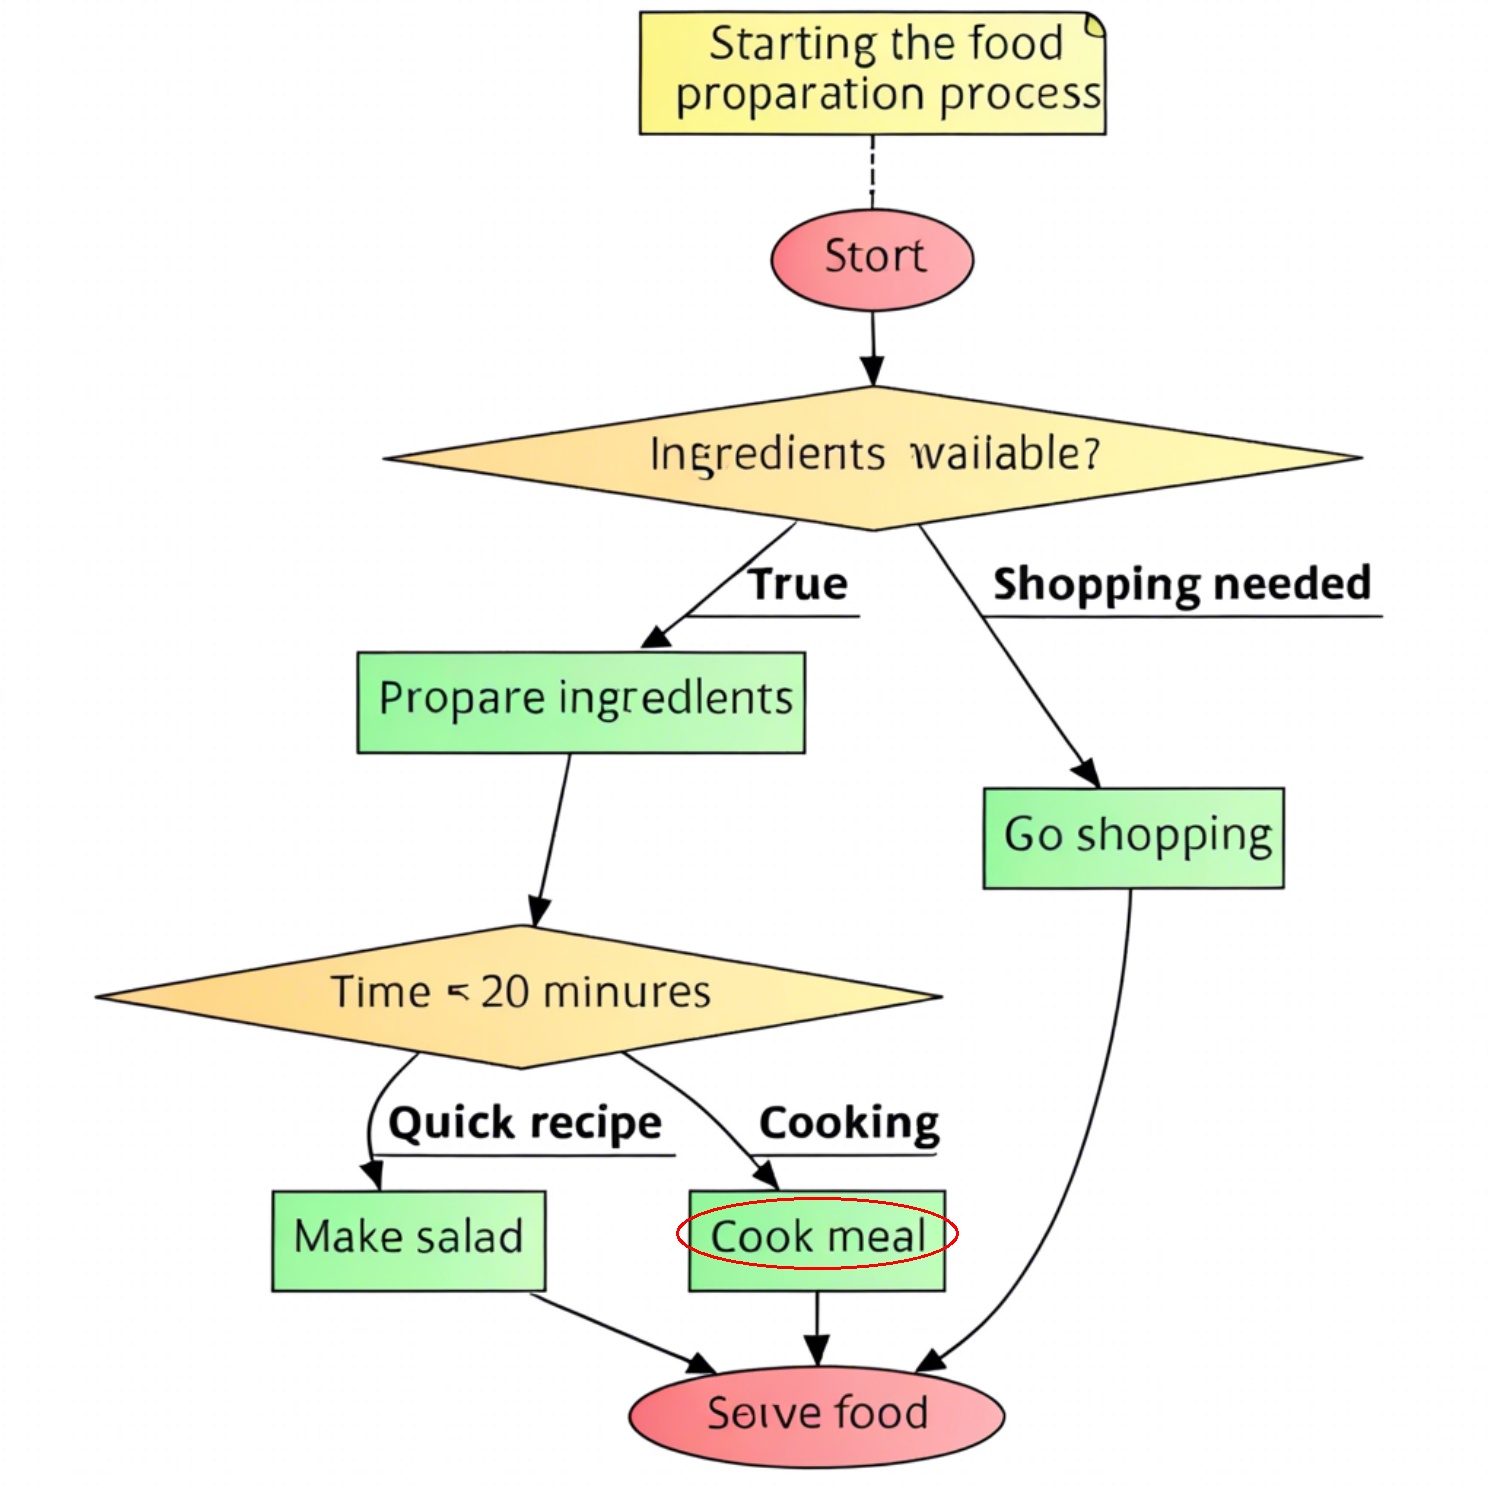 Starting the food
proparation process
Stort
Ingredients wailable?
True
Shopping needed
Propare ingredlents
Go shopping
Time < 20 minures
Quick recipe
Cooking
Make salad
Cook meal
Seıve food